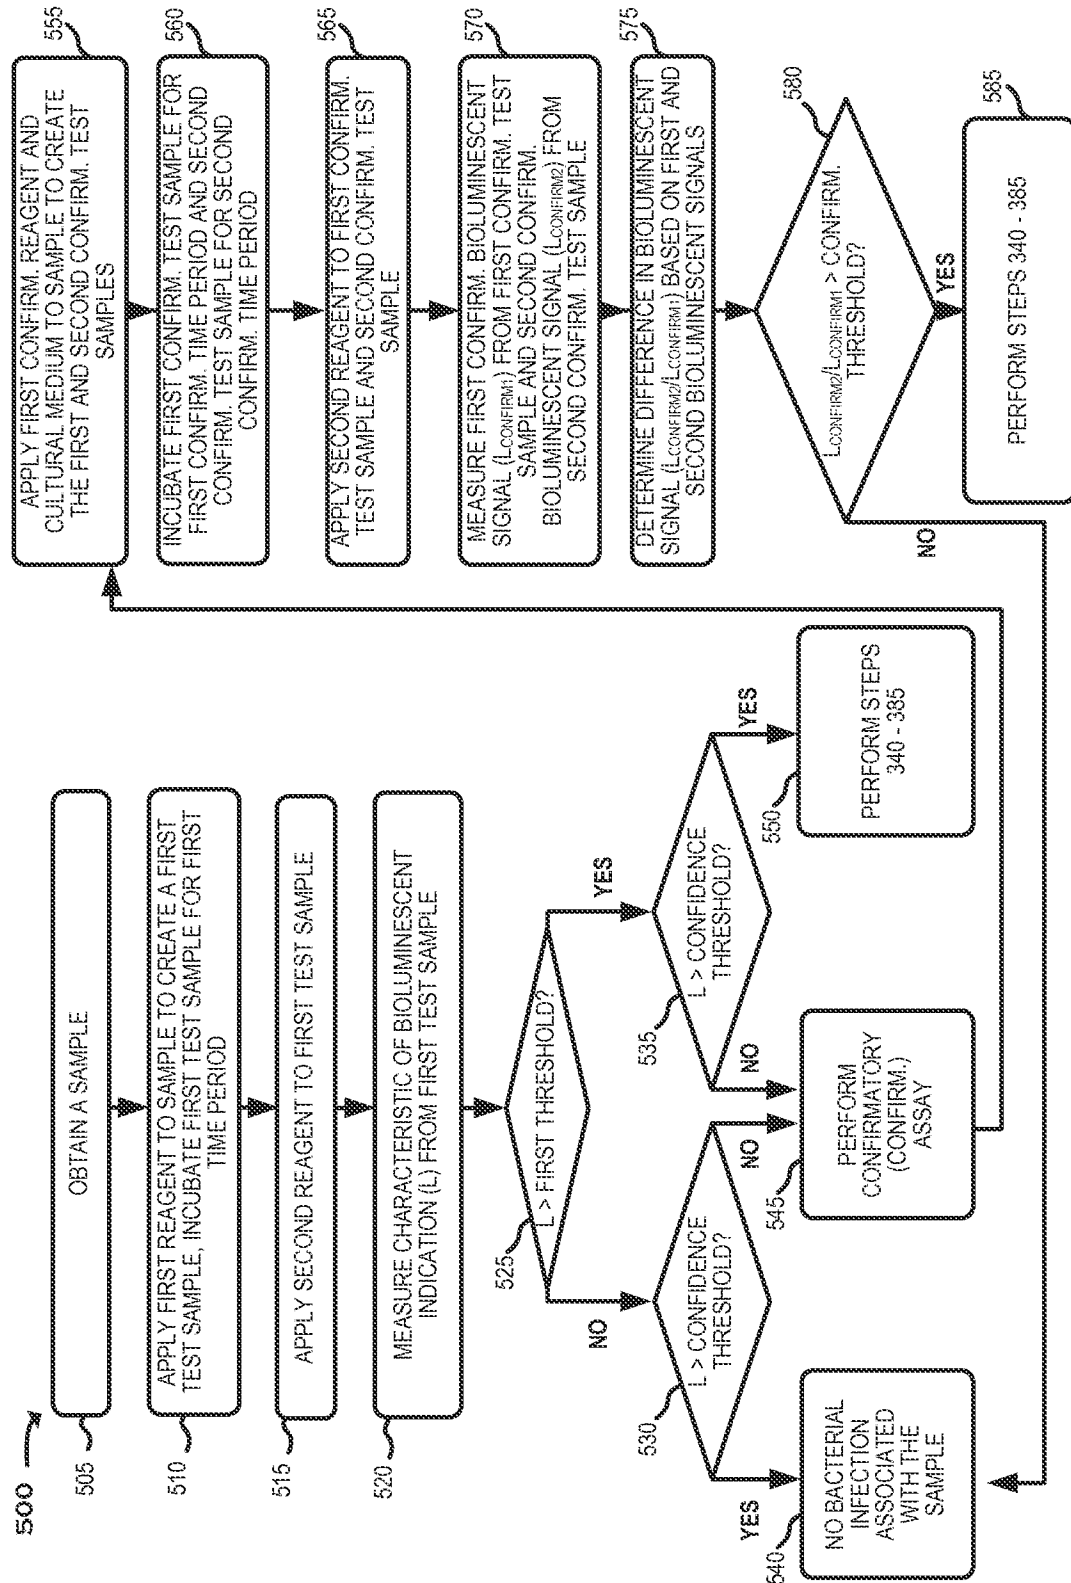 500
OBTAIN A SAMPLE
505
APPLY FIRST REAGENT TO SAMPLE TO CREATE A FIRST
TEST SAMPLE, INCUBATE FIRST TEST SAMPLE FOR FIRST
TIME PERIOD
510
APPLY SECOND REAGENT TO FIRST TEST SAMPLE
515
MEASURE CHARACTERISTIC OF BIOLUMINESCENT
INDICATION (L) FROM FIRST TEST SAMPLE
520
L > FIRST THRESHOLD?
525
NO
YES
L > CONFIDENCE
THRESHOLD?
530
L > CONFIDENCE
THRESHOLD?
535
YES
NO
NO
YES
NO BACTERIAL
INFECTION
ASSOCIATED
WITH THE
SAMPLE
540
PERFORM
CONFIRMATORY
(CONFIRM.)
ASSAY
545
PERFORM STEPS
340 - 385
550
APPLY FIRST CONFIRM. REAGENT AND
CULTURAL MEDIUM TO SAMPLE TO CREATE
THE FIRST AND SECOND CONFIRM. TEST
SAMPLES
555
INCUBATE FIRST CONFIRM. TEST SAMPLE FOR
FIRST CONFIRM. TIME PERIOD AND SECOND
CONFIRM. TEST SAMPLE FOR SECOND
CONFIRM. TIME PERIOD
560
APPLY SECOND REAGENT TO FIRST CONFIRM.
TEST SAMPLE AND SECOND CONFIRM. TEST
SAMPLE
565
MEASURE FIRST CONFIRM. BIOLUMINESCENT
SIGNAL (LCONFIRM1) FROM FIRST CONFIRM. TEST
SAMPLE AND SECOND CONFIRM.
BIOLUMINESCENT SIGNAL (LCONFIRM2) FROM
SECOND CONFIRM. TEST SAMPLE
570
DETERMINE DIFFERENCE IN BIOLUMINESCENT
SIGNAL (LCONFIRM2/LCONFIRM1) BASED ON FIRST AND
SECOND BIOLUMINESCENT SIGNALS
575
LCONFIRM2/LCONFIRM1 > CONFIRM.
THRESHOLD?
580
NO
YES
PERFORM STEPS 340 - 385
585